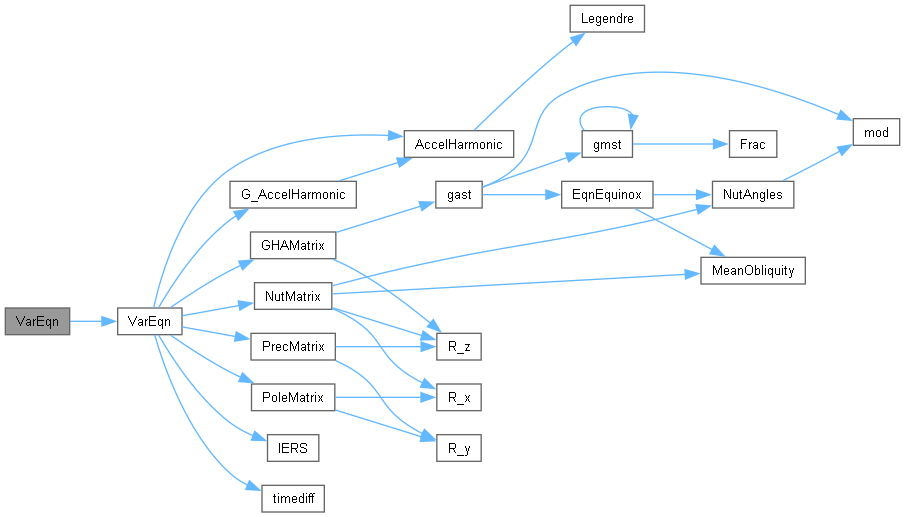 VarEqn
VarEqn
AccelHarmonic
G_AccelHarmonic
GHAMatrix
NutMatrix
PrecMatrix
PoleMatrix
IERS
timediff
Legendre
gast
gmst
EqnEquinox
Frac
NutAngles
MeanObliquity
mod
R_z
R_x
R_y